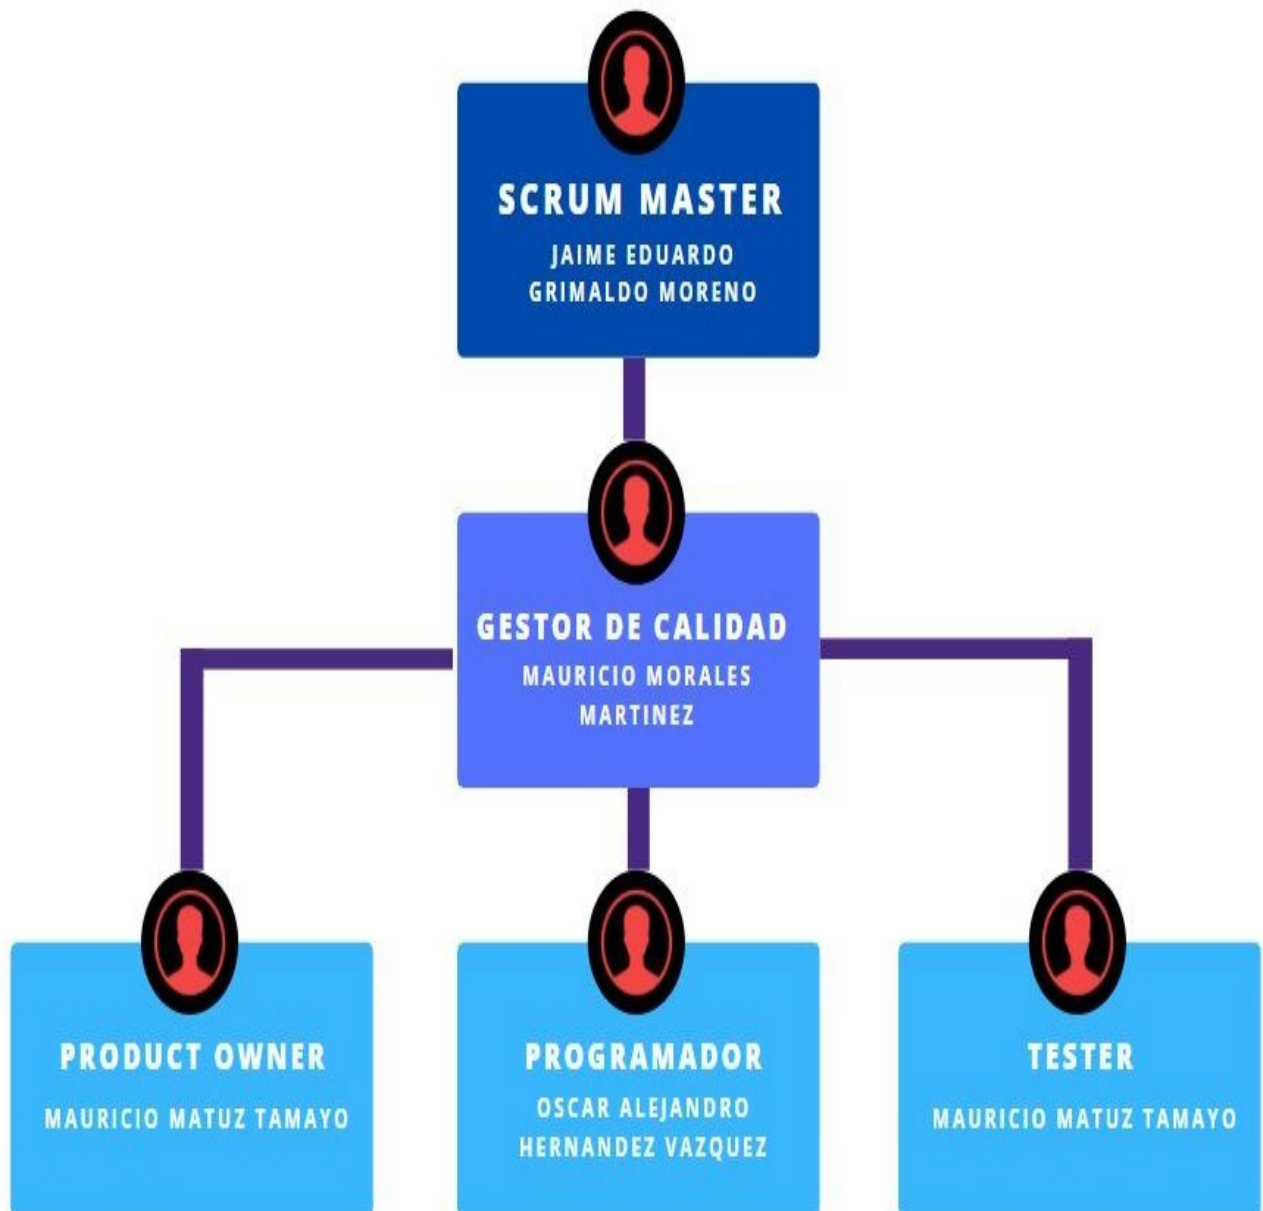 SCRUM MASTER
JAIME EDUARDO
GRIMALDO MORENO
GESTOR DE CALIDAD
MAURICIO MORALES
MARTINEZ
PRODUCT OWNER
MAURICIO MATUZ TAMAYO
PROGRAMADOR
OSCAR ALEJANDRO
HERNANDEZ VAZQUEZ
TESTER
MAURICIO MATUZ TAMAYO